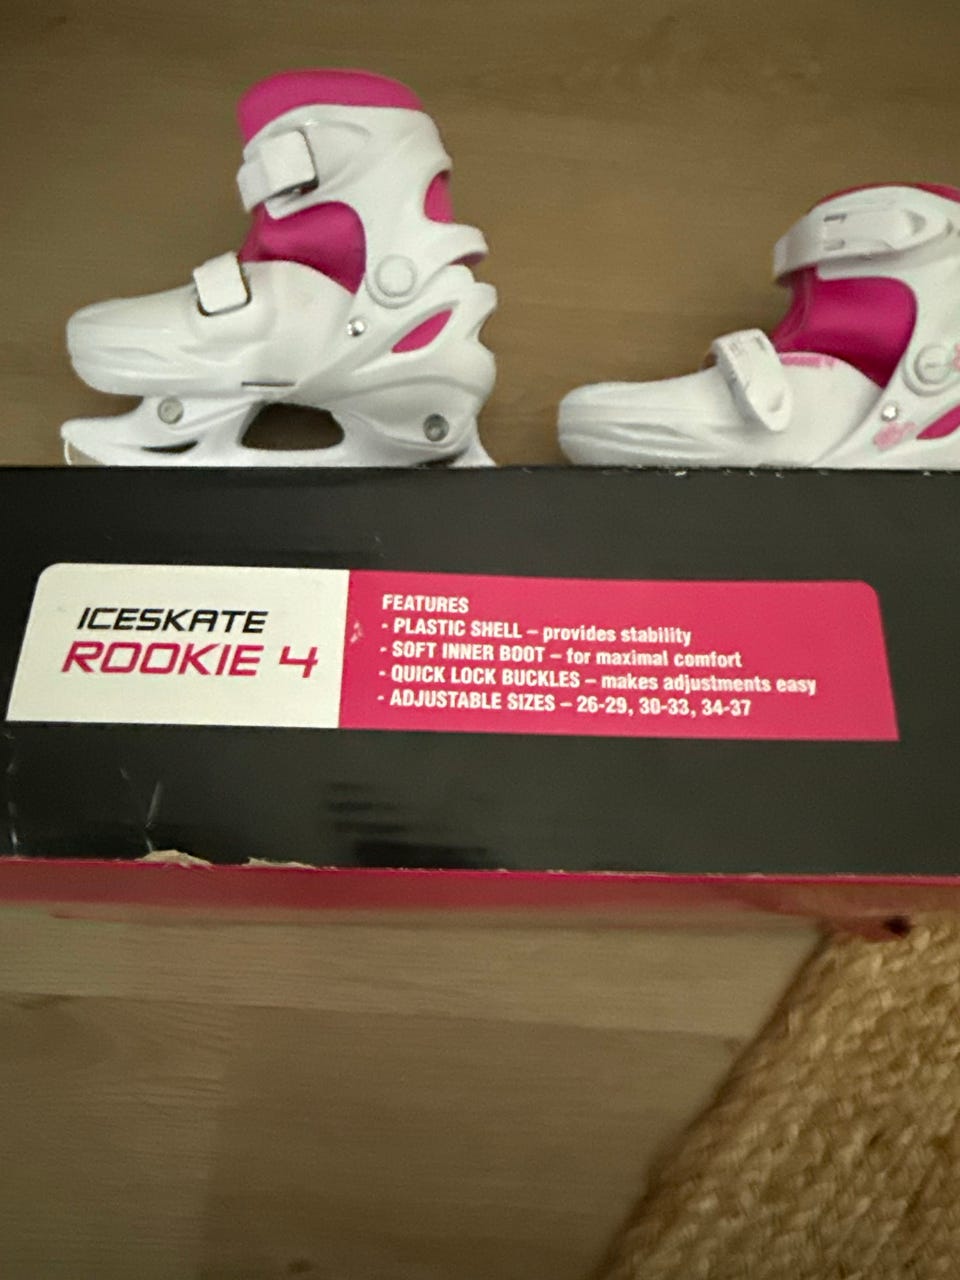 ICESKATE
ROOKIE 4
FEATURES
- PLASTIC SHELL – provides stability
- SOFT INNER BOOT – for maximal comfort
- QUICK LOCK BUCKLES – makes adjustments easy
- ADJUSTABLE SIZES – 26-29, 30-33, 34-37